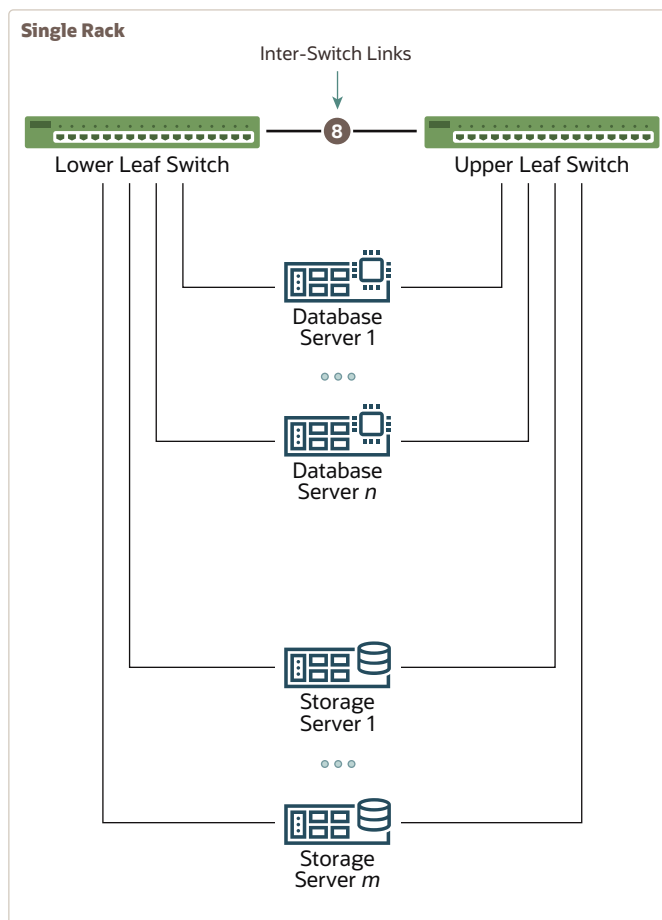 Single Rack
Inter-Switch Links
8
Lower Leaf Switch
Upper Leaf Switch
Database
Server 1
Database
Server n
Storage
Server 1
Storage
Server m